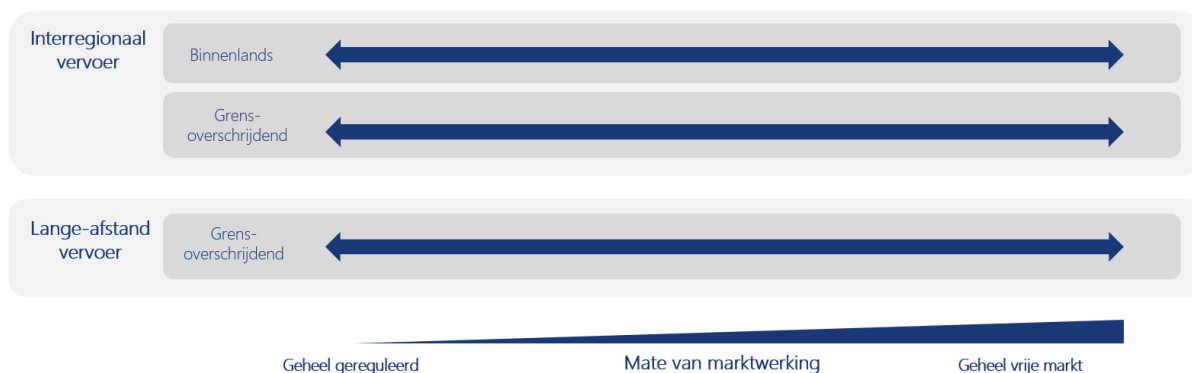 Interregionaal
vervoer
Binnenlands
Grens-
overschrijdend
Lange-afstand
vervoer
Grens-
overschrijdend
Geheel gereguleerd
Mate van marktwerking
Geheel vrije markt